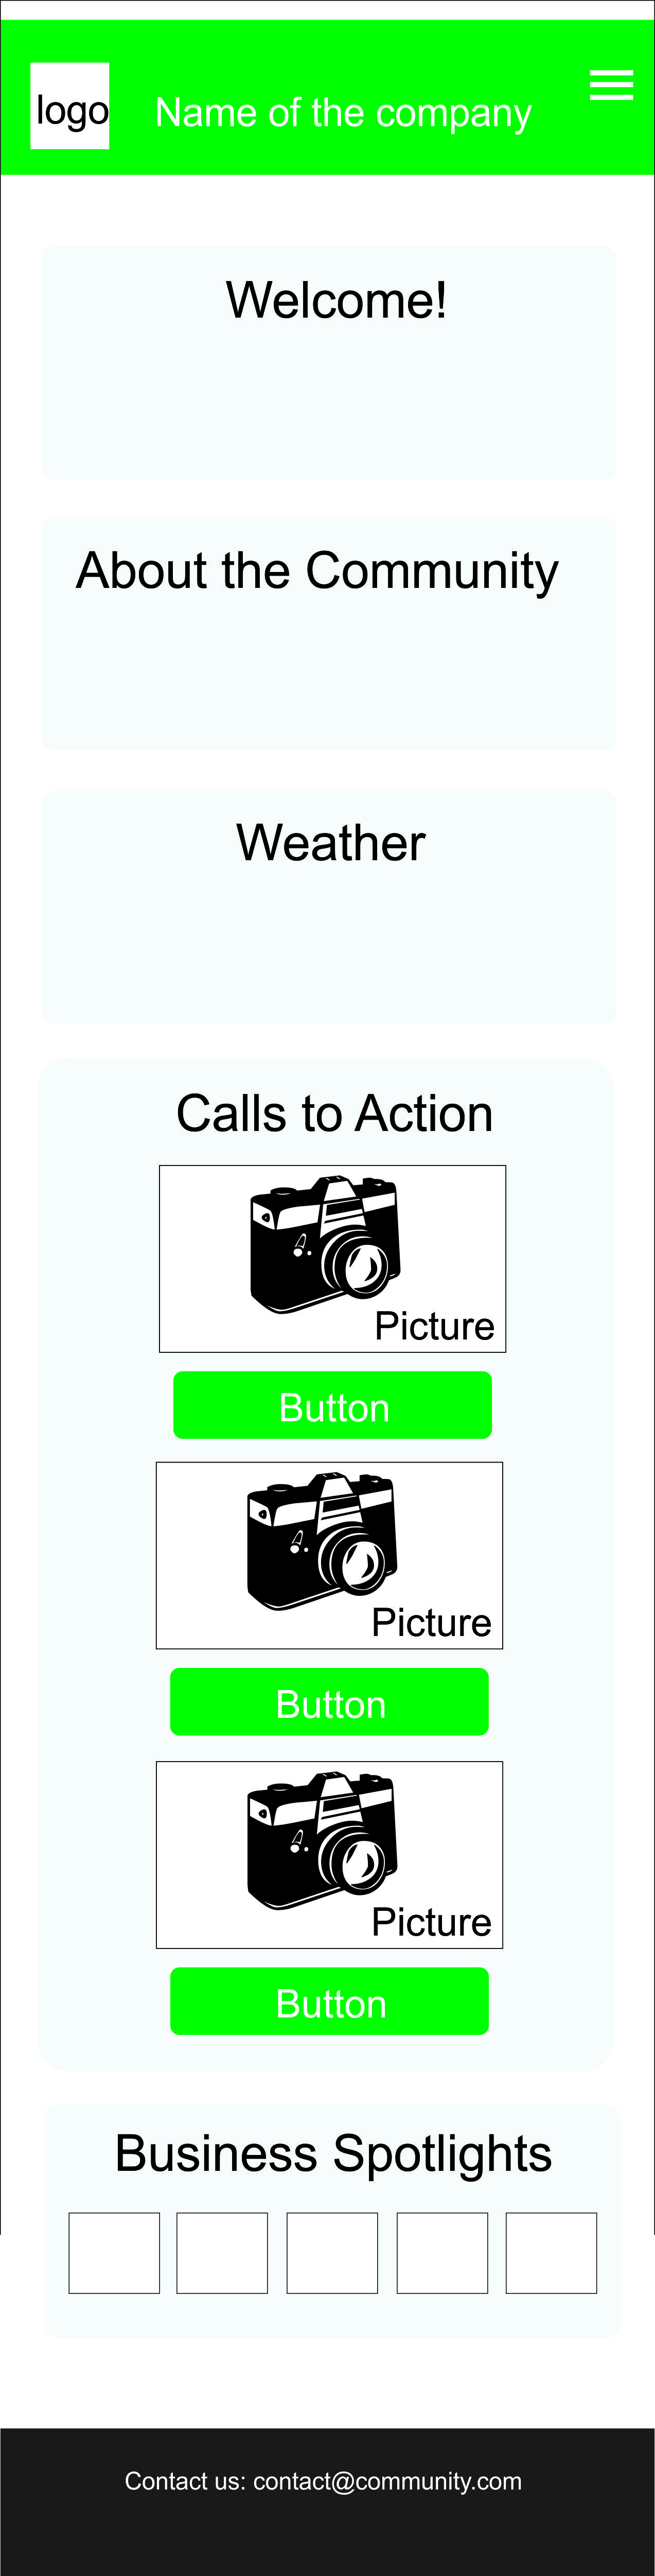 logo
Name of the company
Welcome!
About the Community
Weather
Calls to Action
Picture
Button
Picture
Button
Picture
Button
Business Spotlights
Contact us: contact@community.com